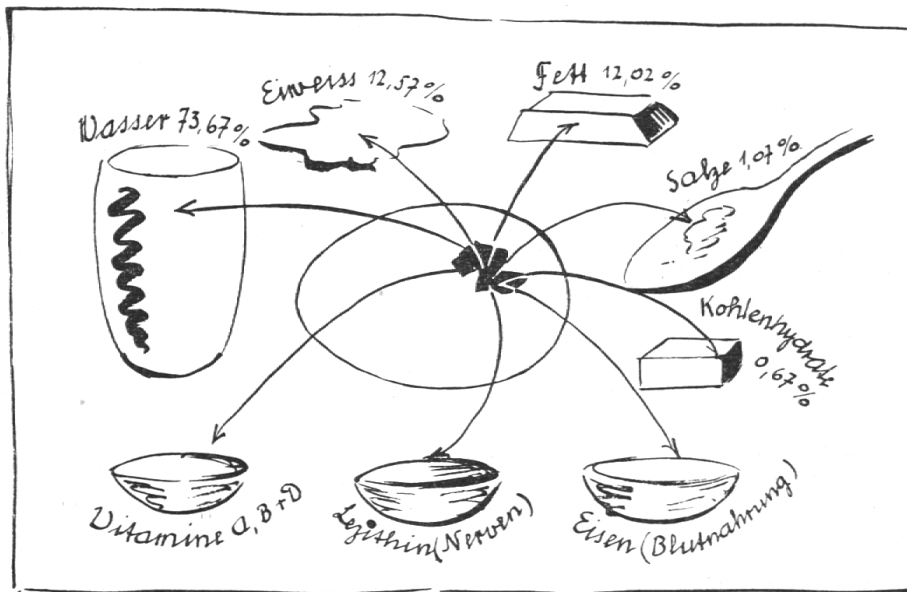 Eiweiss 12,57%
Fett 12,02%
Wasser 73,67%
Salze 1,07%
Kohlenhydrate
0,67%
Vitamine A, B+D
Lezithin (Nerven)
Eisen (Blutnahrung)